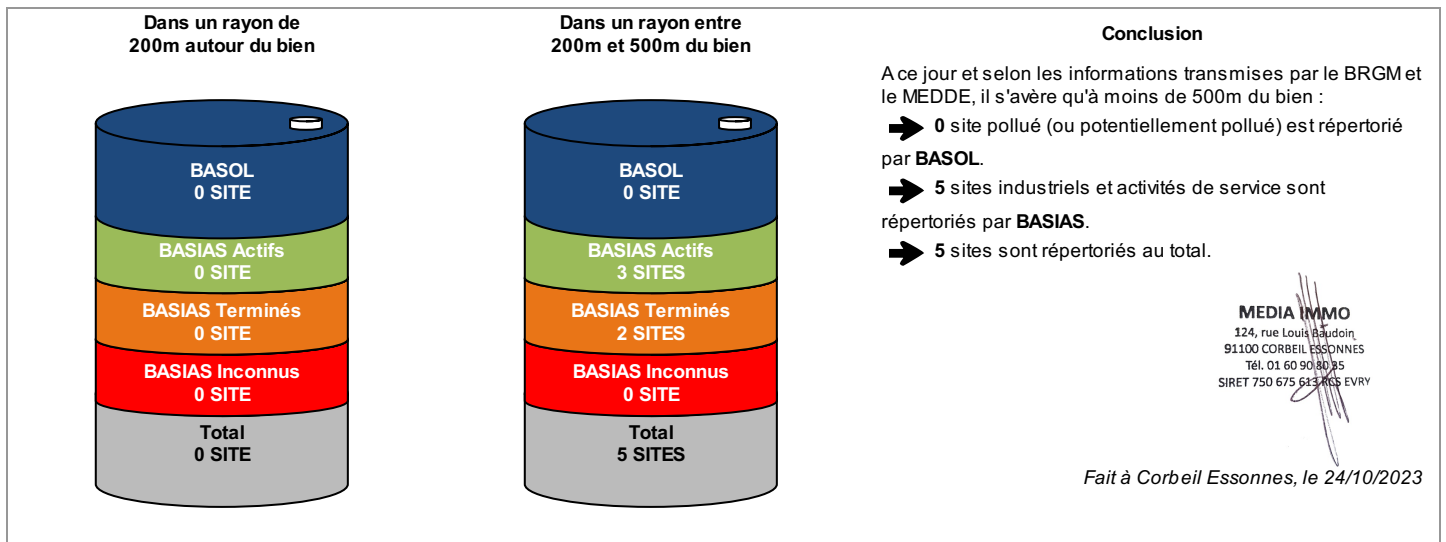 Dans un rayon de
200m autour du bien
BASOL
0 SITE
BASIAS Actifs
0 SITE
BASIAS Terminés
0 SITE
BASIAS Inconnus
0 SITE
Total
0 SITE
Dans un rayon entre
200m et 500m du bien
BASOL
0 SITE
BASIAS Actifs
3 SITES
BASIAS Terminés
2 SITES
BASIAS Inconnus
0 SITE
Total
5 SITES
Conclusion
A ce jour et selon les informations transmises par le BRGM et
le MEDDE, il s'avère qu'à moins de 500m du bien :
0 site pollué (ou potentiellement pollué) est répertorié
par BASOL.
5 sites industriels et activités de service sont
répertoriés par BASIAS.
5 sites sont répertoriés au total.
MEDIA IMMO
124, rue Louis Baudoin
91100 CORBEIL ESSONNES
Tél. 01 60 90 80 85
SIRET 750 675 613 RCS EVRY
Fait à Corbeil Essonnes, le 24/10/2023